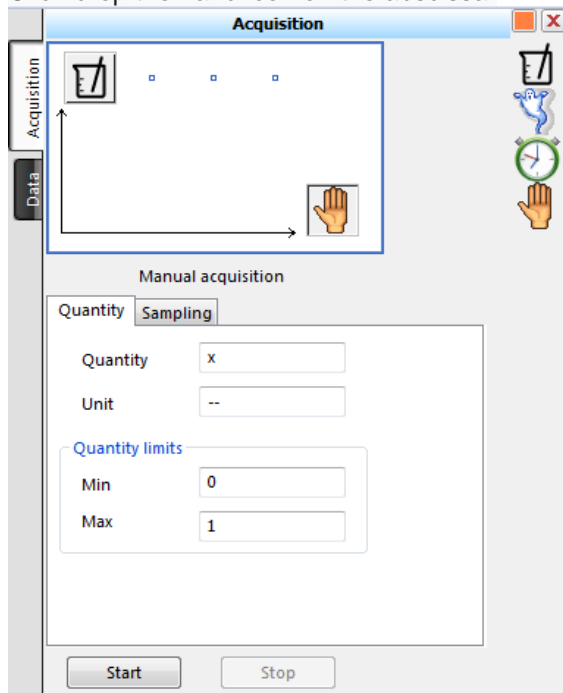 Acquisition
Acquisition
Data
Manual acquisition
Quantity Sampling
Quantity x
Unit --
Quantity limits
Min 0
Max 1
Start Stop